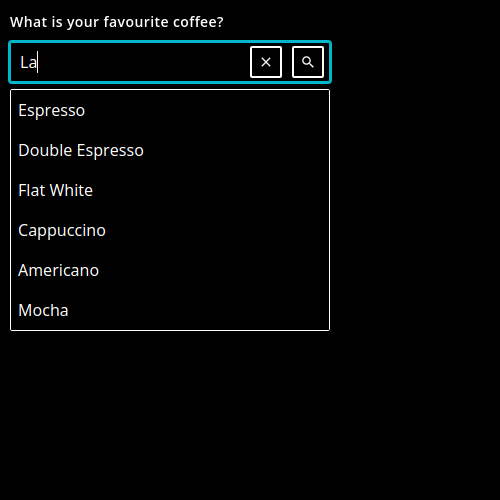 What is your favourite coffee?
La
Espresso
Double Espresso
Flat White
Cappuccino
Americano
Mocha